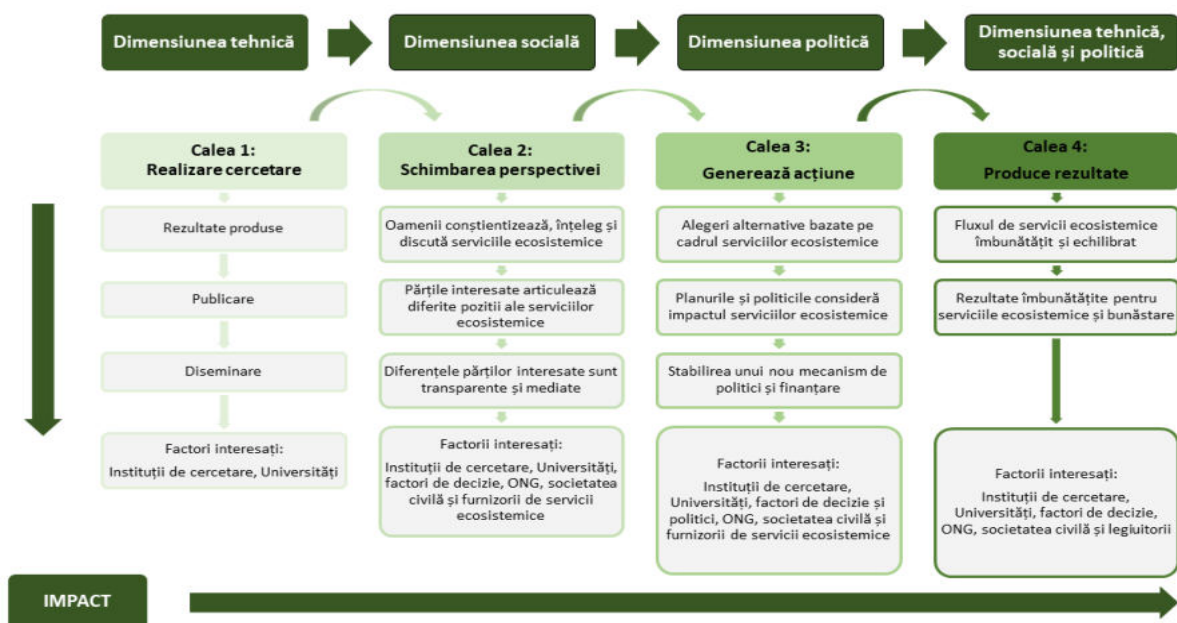 Dimensiunea tehnică
Dimensiunea socială
Dimensiunea politică
Dimensiunea tehnică,
socială și politică
Calea 1:
Realizare cercetare
Rezultate produse
Publicare
Diseminare
Factori interesați:
Instituții de cercetare, Universități
Calea 2:
Schimbarea perspectivei
Oamenii conștientizează, înțeleg și
discută serviciile ecosistemice
Părțile interesate articulează
diferite pozitii ale serviciilor
ecosistemice
Diferențele părților interesate sunt
transparente și mediate
Factorii interesați:
Instituții de cercetare, Universități,
factori de decizie, ONG, societatea
civilă și furnizorii de servicii
ecosistemice
Calea 3:
Generează acțiune
Alegeri alternative bazate pe
cadrul serviciilor ecosistemice
Planurile și politicile consideră
impactul serviciilor ecosistemice
Stabilirea unui nou mecanism de
politici și finanțare
Factorii interesați:
Instituții de cercetare,
Universități, factori de decizie și
politici, ONG, societatea civilă și
furnizorii de servicii ecosistemice
Calea 4:
Produce rezultate
Fluxul de servicii ecosistemice
îmbunătățit și echilibrat
Rezultate îmbunătățite pentru
serviciile ecosistemice și bunăstare
Factorii interesați:
Instituții de cercetare,
Universități, factori de decizie,
ONG, societatea civilă și legiuitorii
IMPACT